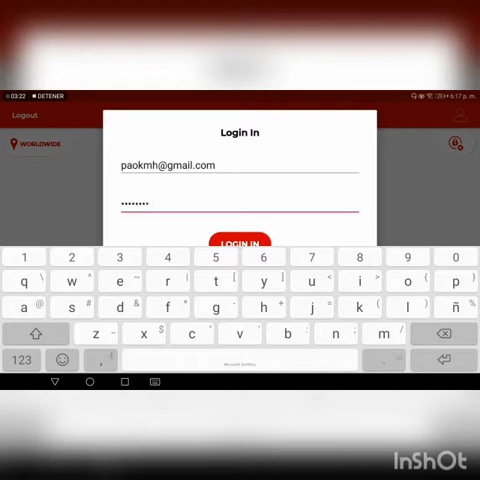 03:22 DETENER 6:17 p. m.
Logout
WORLDWIDE
Login In
paokmh@gmail.com
••••••••
LOGIN IN
1 2 3 4 5 6 7 8 9 0
q \ w ^ e ~ r | t [ y ] u < i > o { p }
a @ s # d & f * g - h + j = k ( l ) ñ %
z _ x $ c " v ' b : n ; m /
123 , .
Microsoft SwiftKey
InShOt